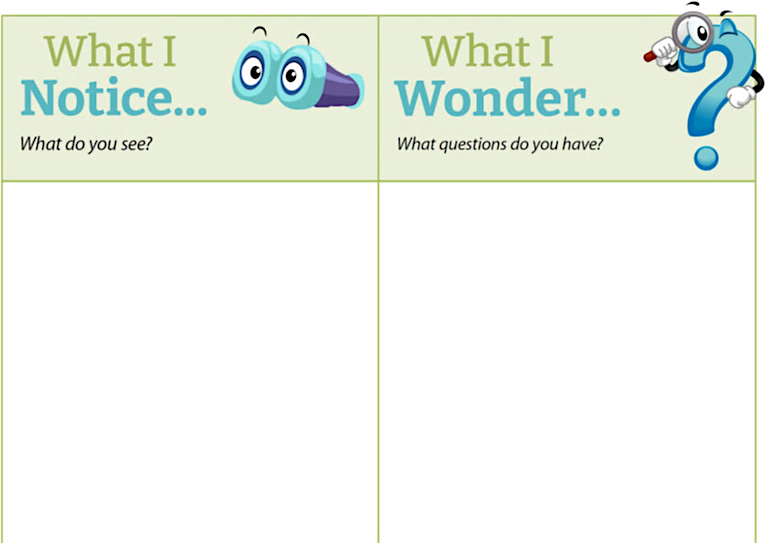 What I
Notice...
What do you see?
What I
Wonder...
What questions do you have?